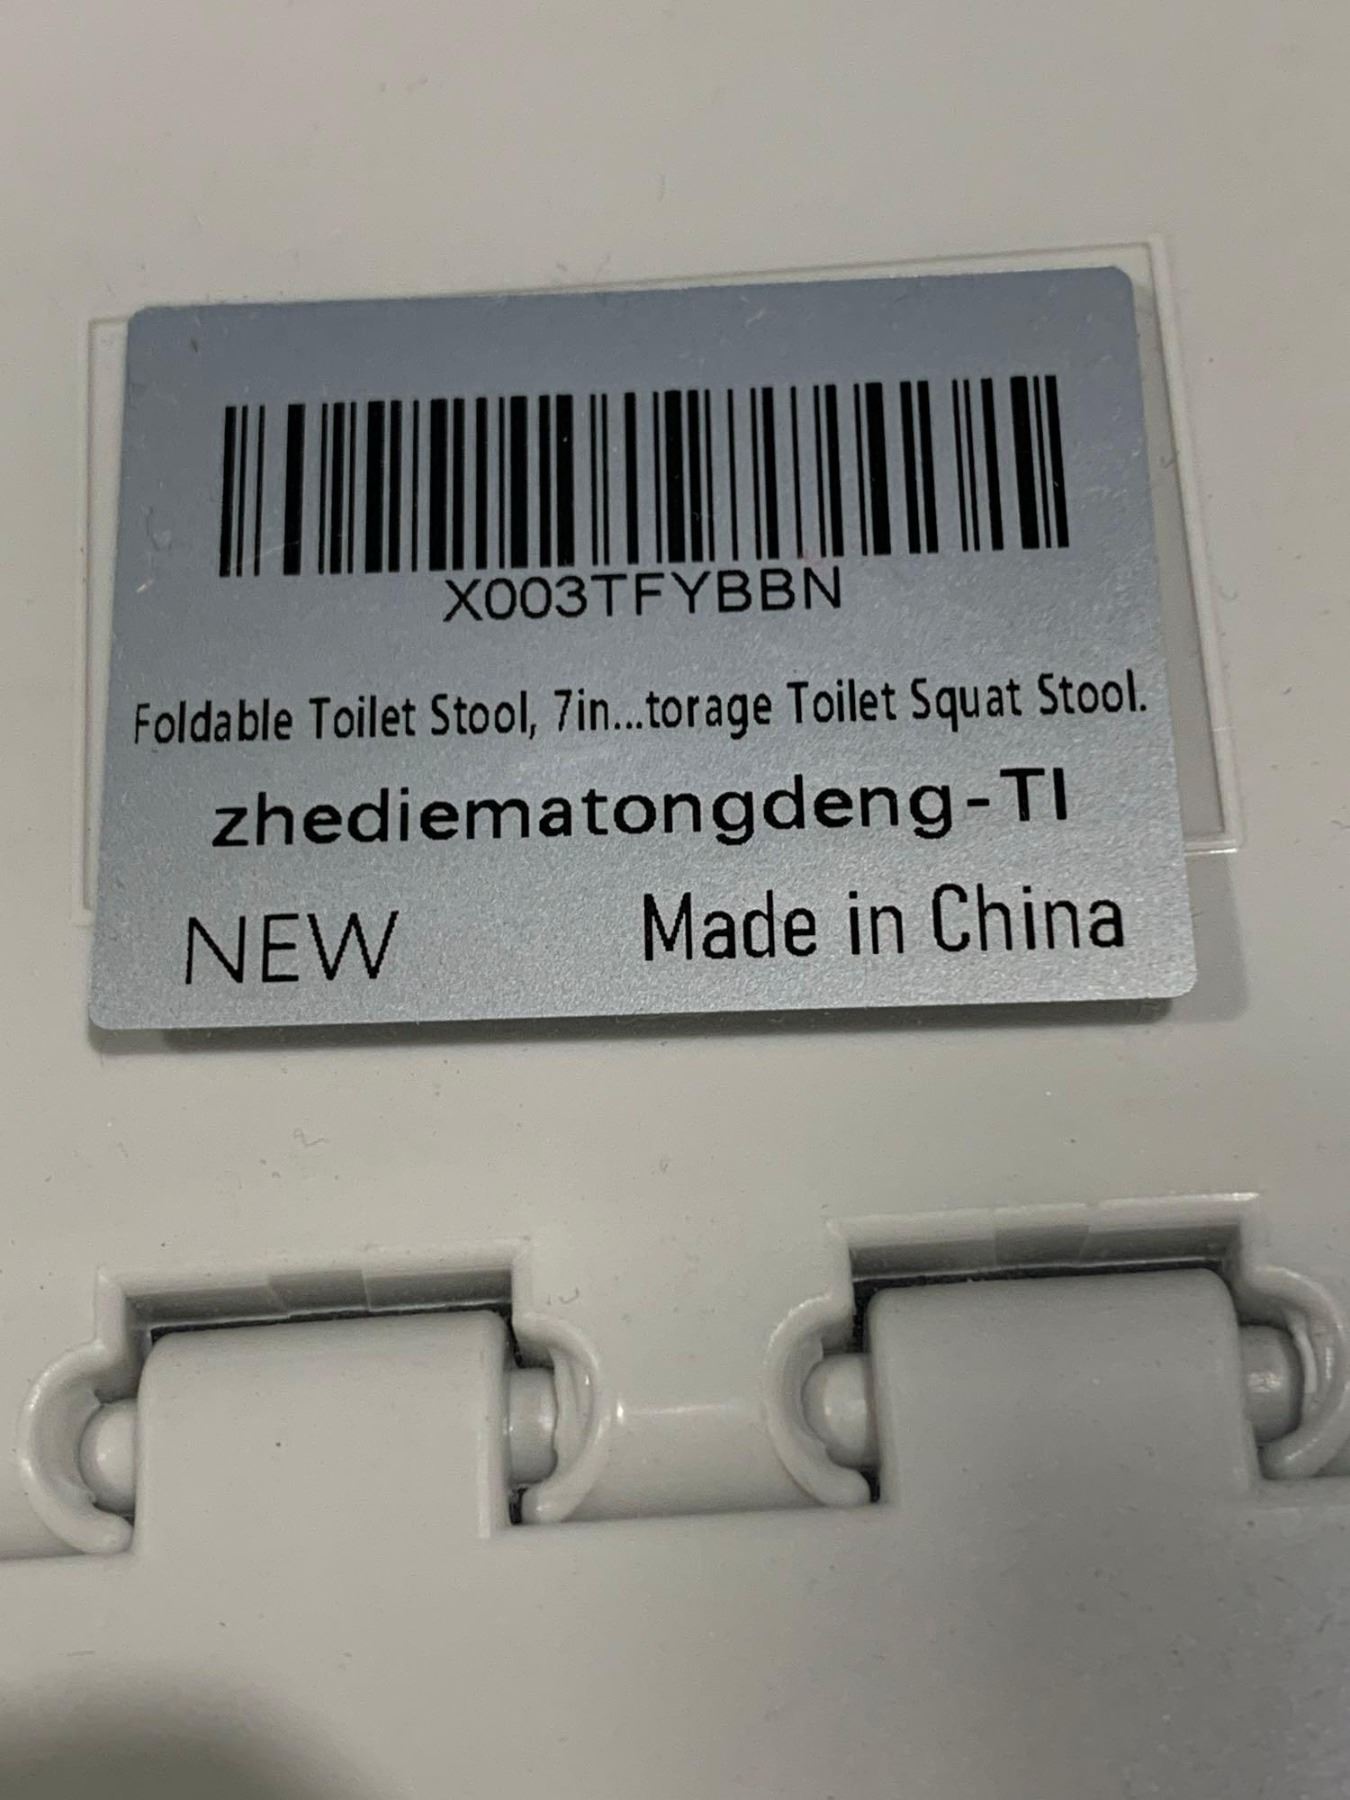 X003TFYBBN
Foldable Toilet Stool, 7in...torage Toilet Squat Stool.
zhediematongdeng-TI
NEW
Made in China